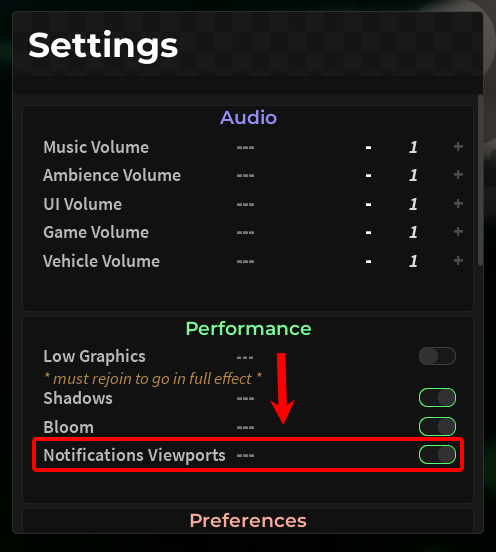 Settings
Audio
Music Volume --- - 1 +
Ambience Volume - 1 +
UI Volume --- - 1 +
Game Volume --- - 1 +
Vehicle Volume --- - 1 +
Performance
Low Graphics ---
* must rejoin to go in full effect *
Shadows ---
Bloom ---
Notifications Viewports ---
Preferences